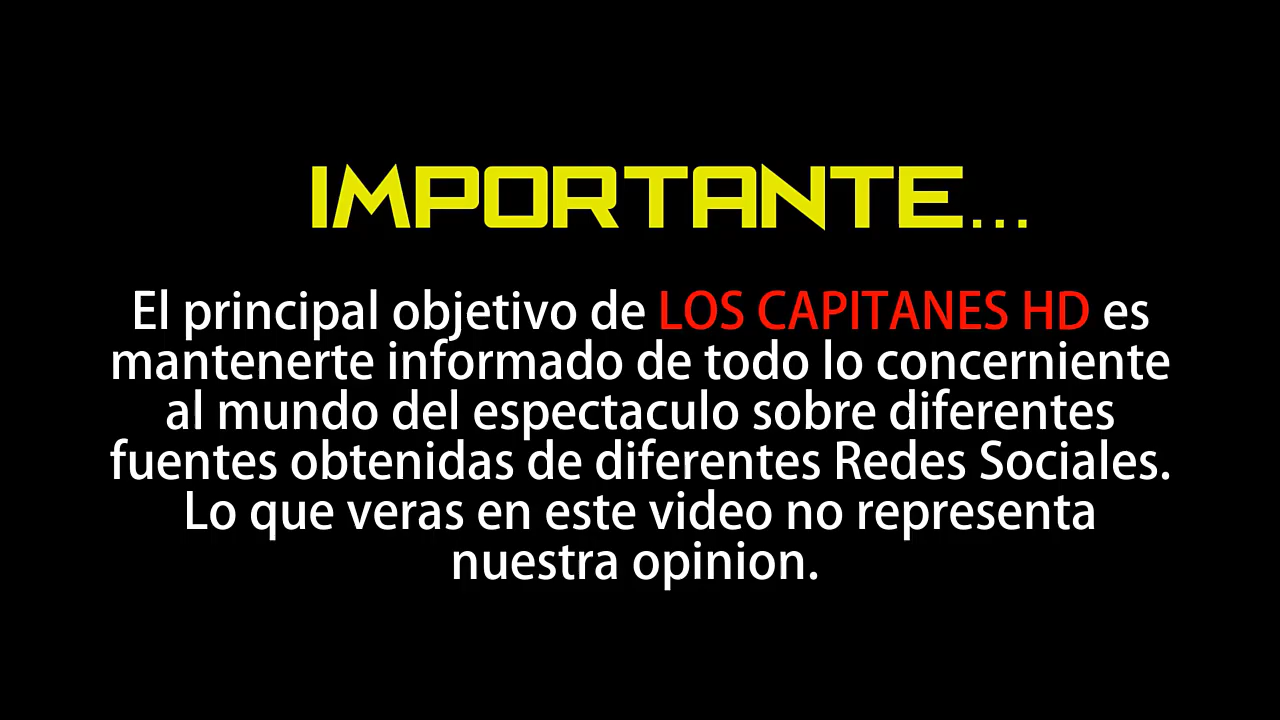 IMPORTANTE...
El principal objetivo de LOS CAPITANES HD es
mantenerte informado de todo lo concerniente
al mundo del espectaculo sobre diferentes
fuentes obtenidas de diferentes Redes Sociales.
Lo que veras en este video no representa
nuestra opinion.